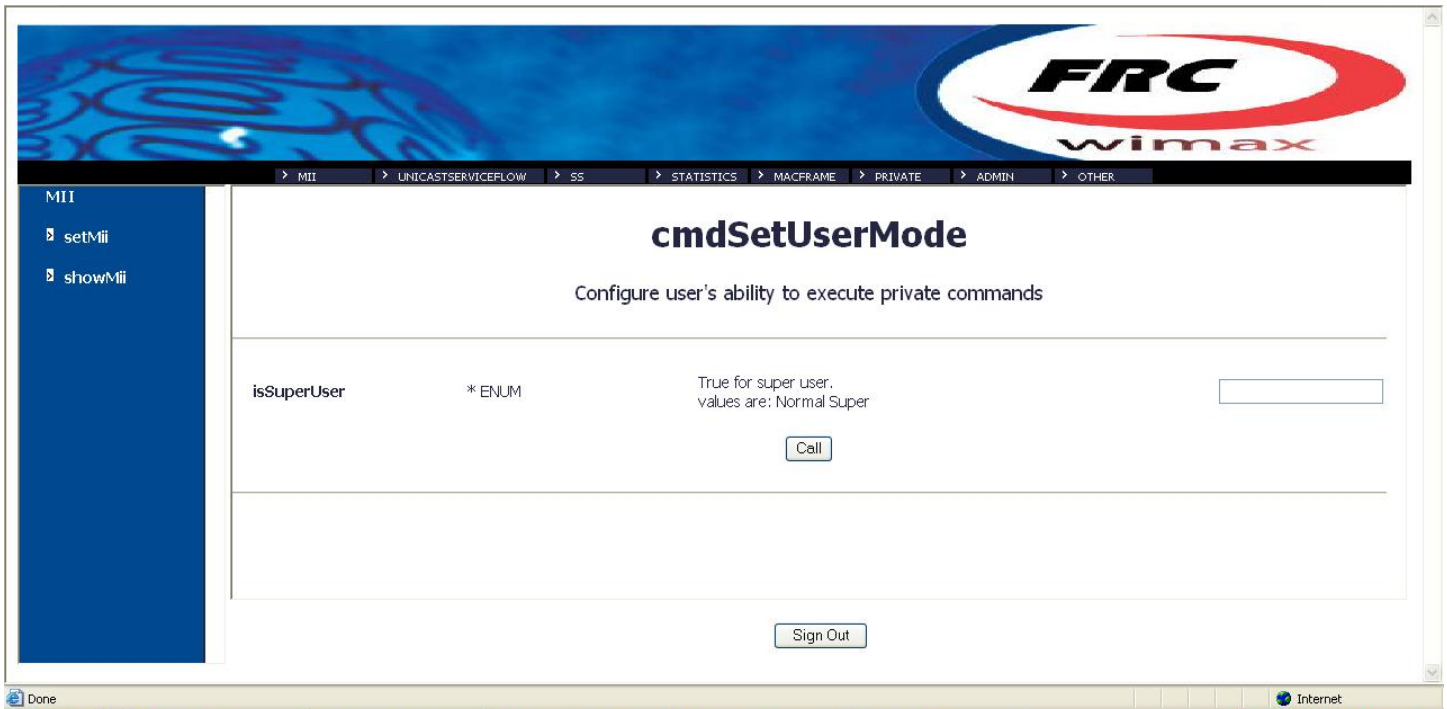 FRC
wimax
MII UNICASTSERVICEFLOW SS STATISTICS MACFRAME PRIVATE ADMIN OTHER
MII
setMii
showMii
cmdSetUserMode
Configure user's ability to execute private commands
isSuperUser * ENUM True for super user.
values are: Normal Super
Call
Sign Out
Done Internet